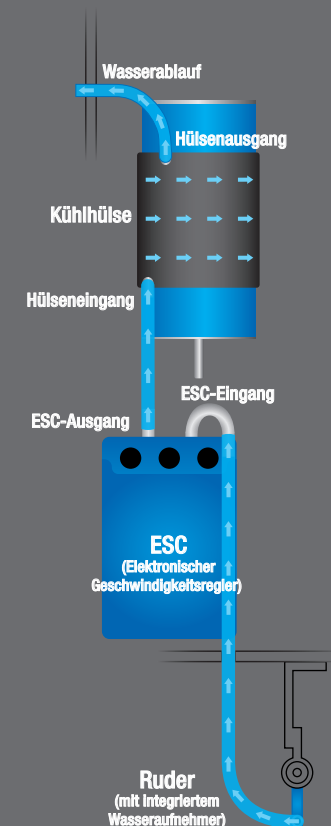 Wasserablauf
Hülsenausgang
Kühlhülse
Hülseneingang
ESC-Eingang
ESC-Ausgang
ESC
(Elektronischer
Geschwindigkeitsregler)
Ruder
(mit integriertem
Wasseraufnehmer)